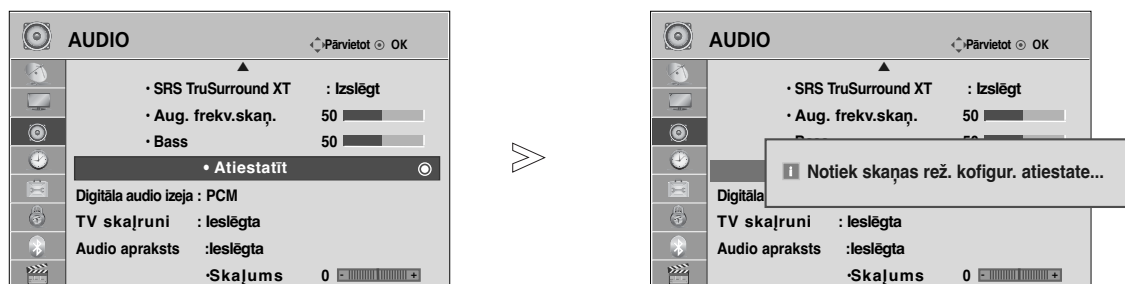 AUDIO
Pārvietot OK
• SRS TruSurround XT : Izslēgt
• Aug. frekv.skaņ. 50
• Bass 50
• Atiestatīt
Digitāla audio izeja : PCM
TV skaļruni : Ieslēgta
Audio apraksts :Ieslēgta
•Skaļums 0 - +
AUDIO
Pārvietot OK
• SRS TruSurround XT : Izslēgt
• Aug. frekv.skaņ. 50
i Notiek skaņas rež. kofigur. atiestate...
Digitāla
TV skaļruni : Ieslēgta
Audio apraksts :Ieslēgta
•Skaļums 0 - +